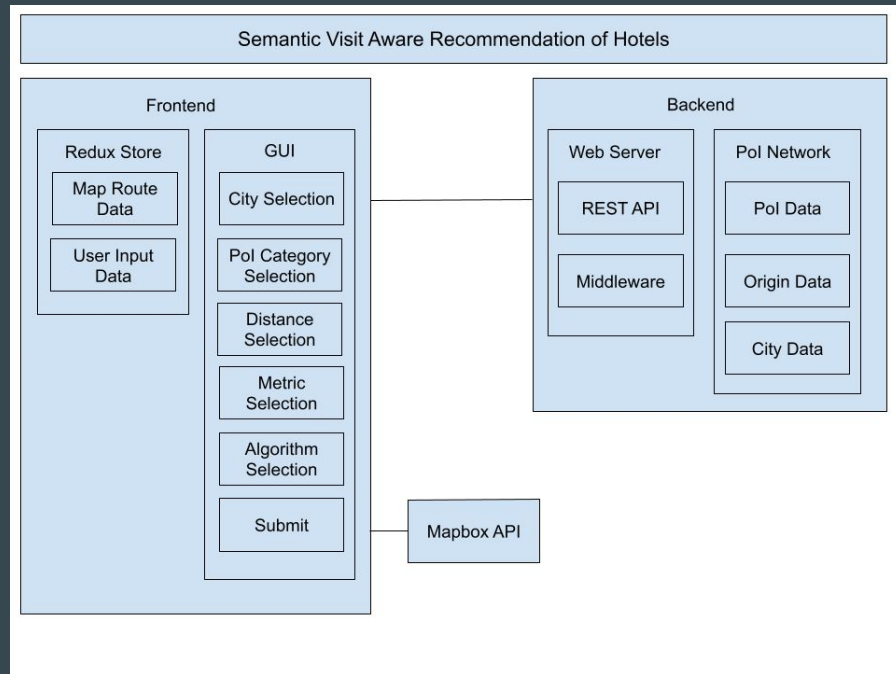 Semantic Visit Aware Recommendation of Hotels
Frontend
Redux Store
Map Route
Data
User Input
Data
GUI
City Selection
PoI Category
Selection
Distance
Selection
Metric
Selection
Algorithm
Selection
Submit
Mapbox API
Backend
Web Server
REST API
Middleware
PoI Network
PoI Data
Origin Data
City Data